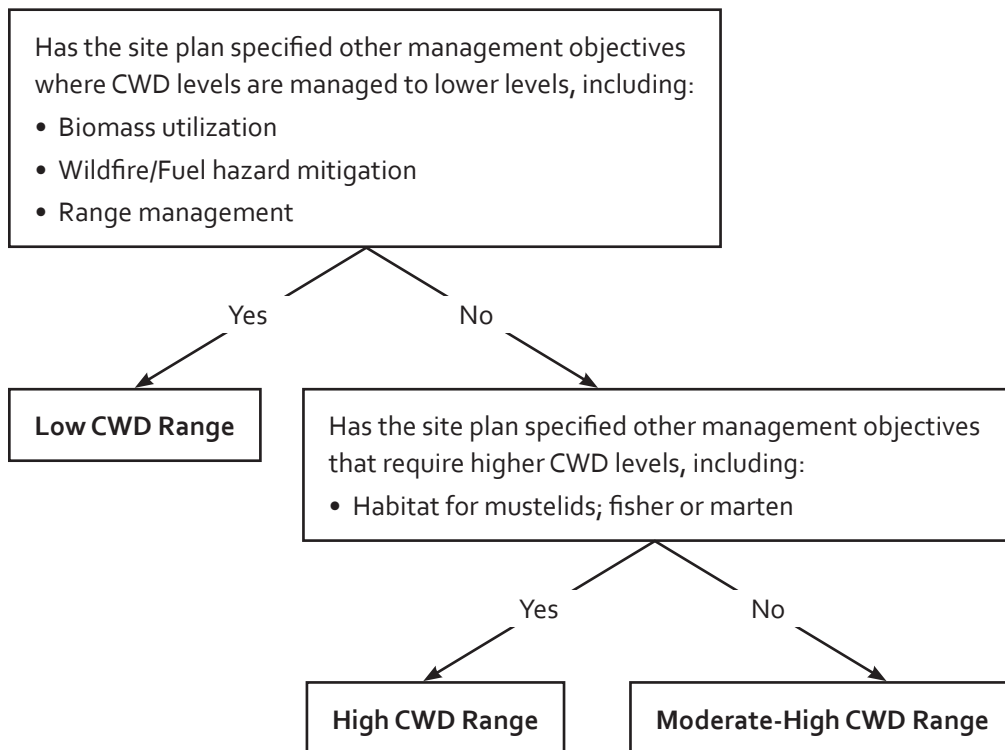 Has the site plan specified other management objectives
where CWD levels are managed to lower levels, including:
• Biomass utilization
• Wildfire/Fuel hazard mitigation
• Range management
Yes
No
Low CWD Range
Has the site plan specified other management objectives
that require higher CWD levels, including:
• Habitat for mustelids; fisher or marten
Yes
No
High CWD Range
Moderate-High CWD Range